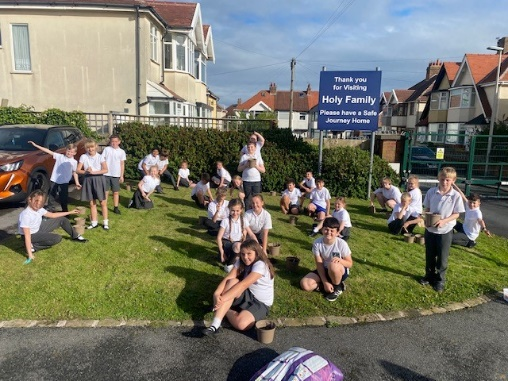 Thank you
for Visiting
Holy Family
Please have a Safe
Journey Home